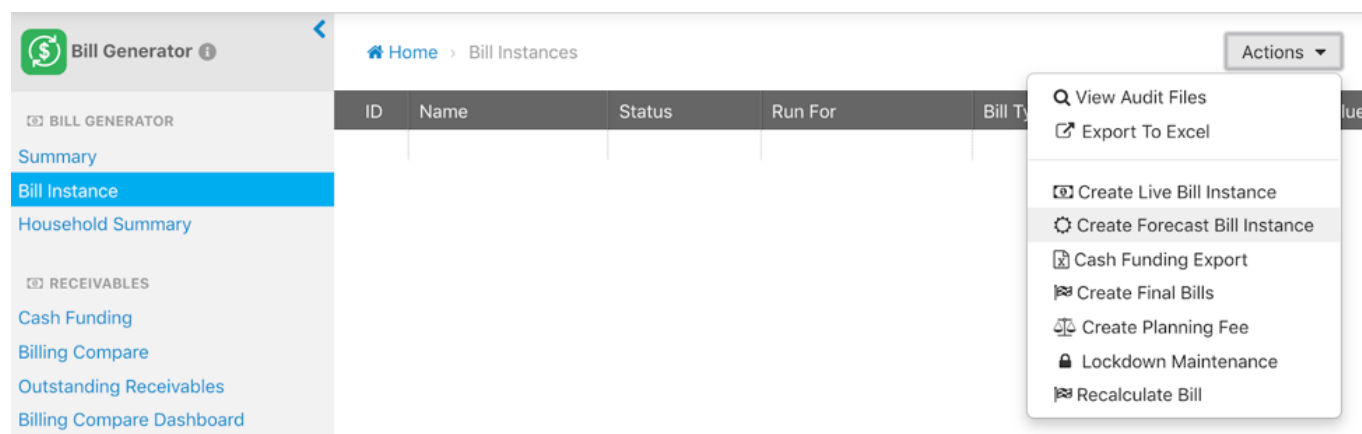 Bill Generator
Home > Bill Instances
Actions
ID Name Status Run For Bill Ty
View Audit Files
Export To Excel
Create Live Bill Instance
Create Forecast Bill Instance
Cash Funding Export
Create Final Bills
Create Planning Fee
Lockdown Maintenance
Recalculate Bill
BILL GENERATOR
Summary
Bill Instance
Household Summary
RECEIVABLES
Cash Funding
Billing Compare
Outstanding Receivables
Billing Compare Dashboard